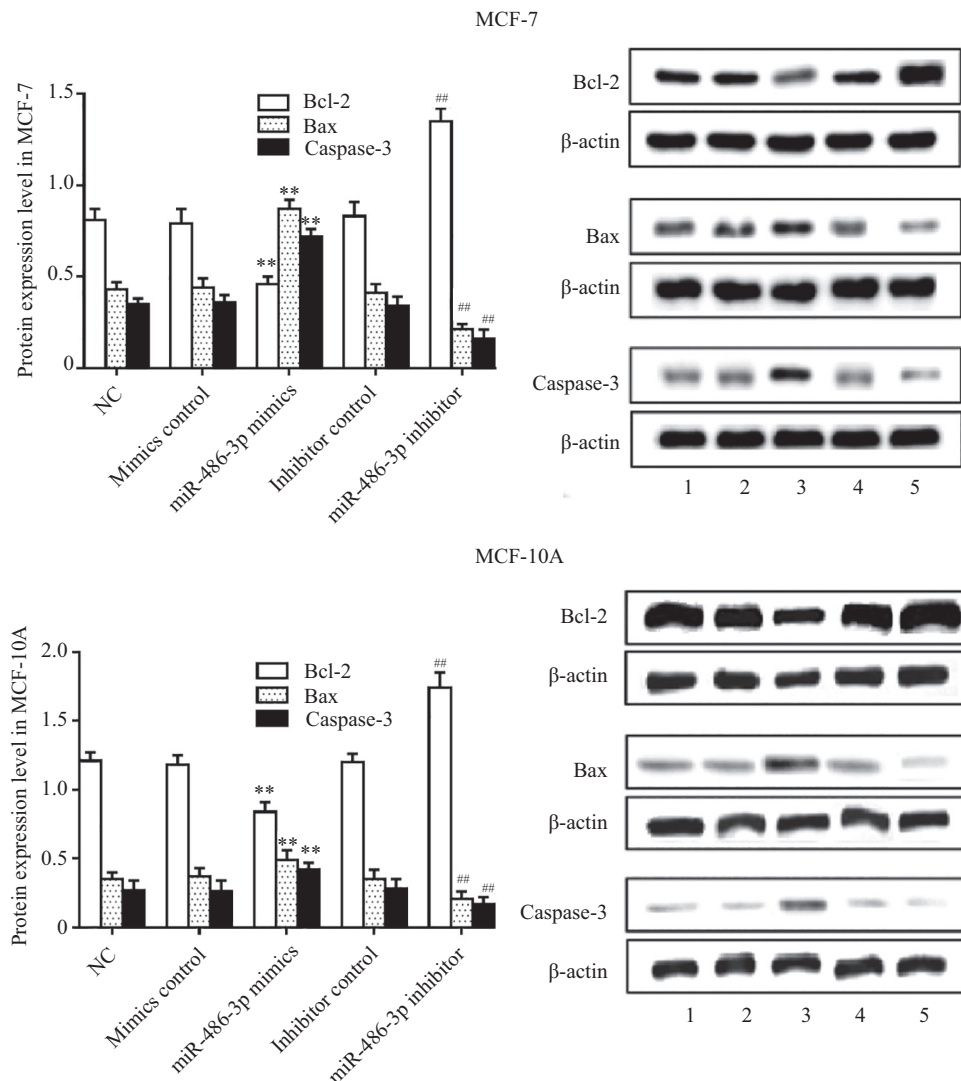 MCF-7
Protein expression level in MCF-7
1.5
1.0
0.5
0
Bcl-2
Bax
Caspase-3
**
**
**
##
##
##
NC
Mimics control
miR-486-3p mimics
Inhibitor control
miR-486-3p inhibitor
Bcl-2
β-actin
Bax
β-actin
Caspase-3
β-actin
1 2 3 4 5
MCF-10A
Protein expression level in MCF-10A
2.0
1.5
1.0
0.5
0
Bcl-2
Bax
Caspase-3
**
**
**
##
##
##
NC
Mimics control
miR-486-3p mimics
Inhibitor control
miR-486-3p inhibitor
Bcl-2
β-actin
Bax
β-actin
Caspase-3
β-actin
1 2 3 4 5